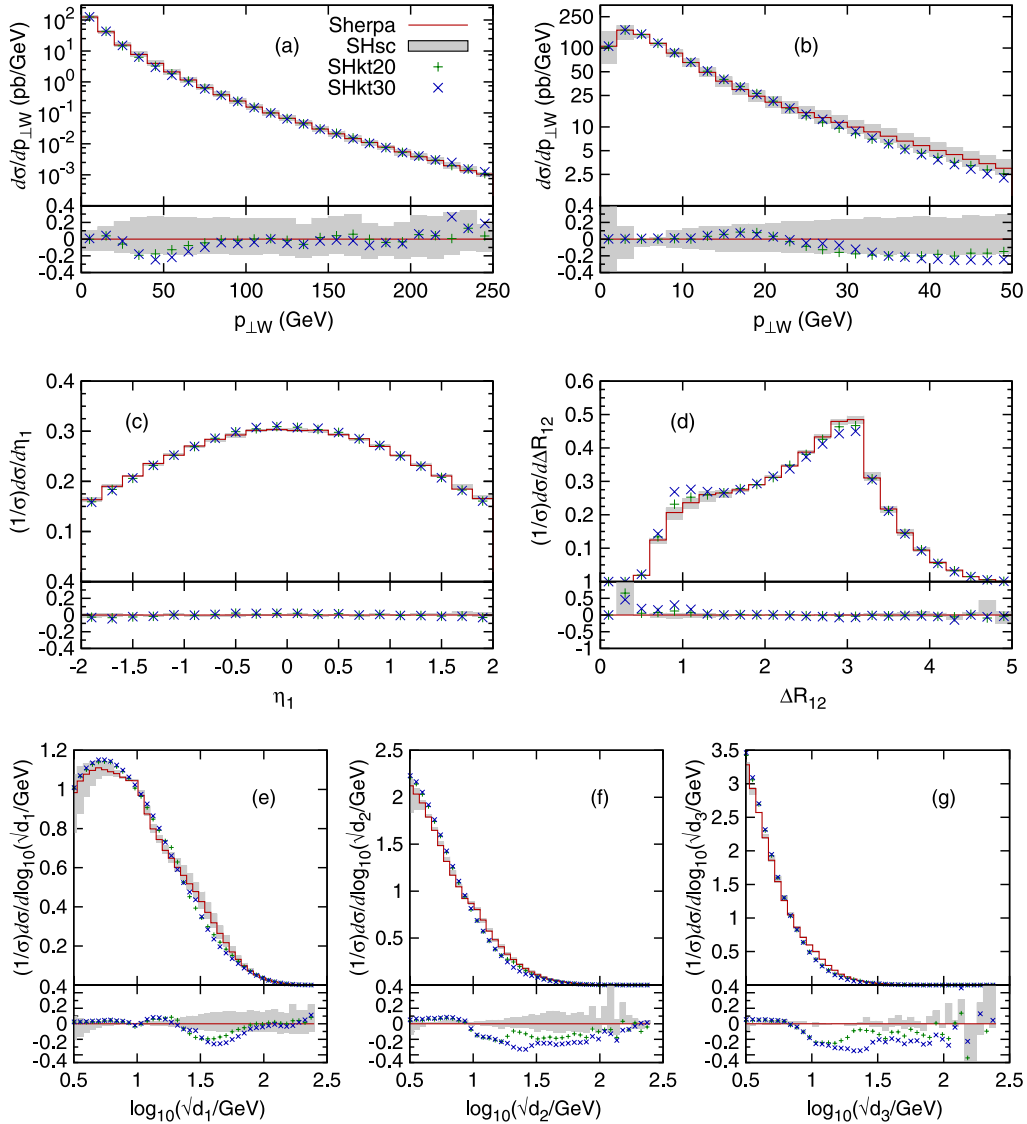 Sherpa
SHsc
SHkt20
SHkt30
(a)
dσ/dp⊥W (pb/GeV)
10²
10¹
10⁰
10⁻¹
10⁻²
10⁻³
0.4
0.2
0
-0.2
-0.4
0 50 100 150 200 250
p⊥W (GeV)
(b)
dσ/dp⊥W (pb/GeV)
250
100
50
25
10
5
2.5
0.4
0.2
0
-0.2
-0.4
0 10 20 30 40 50
p⊥W (GeV)
(c)
(1/σ)dσ/dη₁
0.4
0.3
0.2
0.1
0.4
0.2
0
-0.2
-0.4
-2 -1.5 -1 -0.5 0 0.5 1 1.5 2
η₁
(d)
(1/σ)dσ/dΔR₁₂
0.6
0.5
0.4
0.3
0.2
0.1
1
0.5
0
-0.5
-1
0 1 2 3 4 5
ΔR₁₂
(e)
(1/σ)dσ/dlog₁₀(√d₁/GeV)
1.2
1
0.8
0.6
0.4
0.2
0.4
0.2
0
-0.2
-0.4
0.5 1 1.5 2 2.5
log₁₀(√d₁/GeV)
(f)
(1/σ)dσ/dlog₁₀(√d₂/GeV)
2.5
2
1.5
1
0.5
0.4
0.2
0
-0.2
-0.4
0.5 1 1.5 2 2.5
log₁₀(√d₂/GeV)
(g)
(1/σ)dσ/dlog₁₀(√d₃/GeV)
3.5
3
2.5
2
1.5
1
0.5
0.4
0.2
0
-0.2
-0.4
0.5 1 1.5 2 2.5
log₁₀(√d₃/GeV)